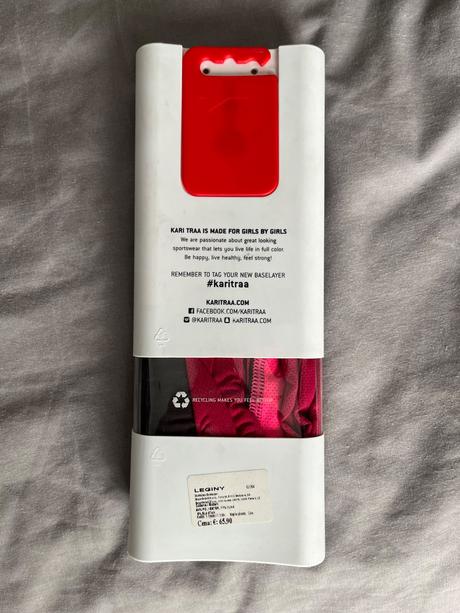 KARI TRAA IS MADE FOR GIRLS BY GIRLS
We are passionate about great looking
sportswear that lets you live life in full color.
Be happy, live healthy, feel strong!
REMEMBER TO TAG YOUR NEW BASELAYER
#karitraa
KARITRAA.COM
FACEBOOK.COM/KARITRAA
@KARITRAA KARITRAA.COM
RECYCLING MAKES YOU FEEL BETTER
LEGINY
Cena: €: 65,90